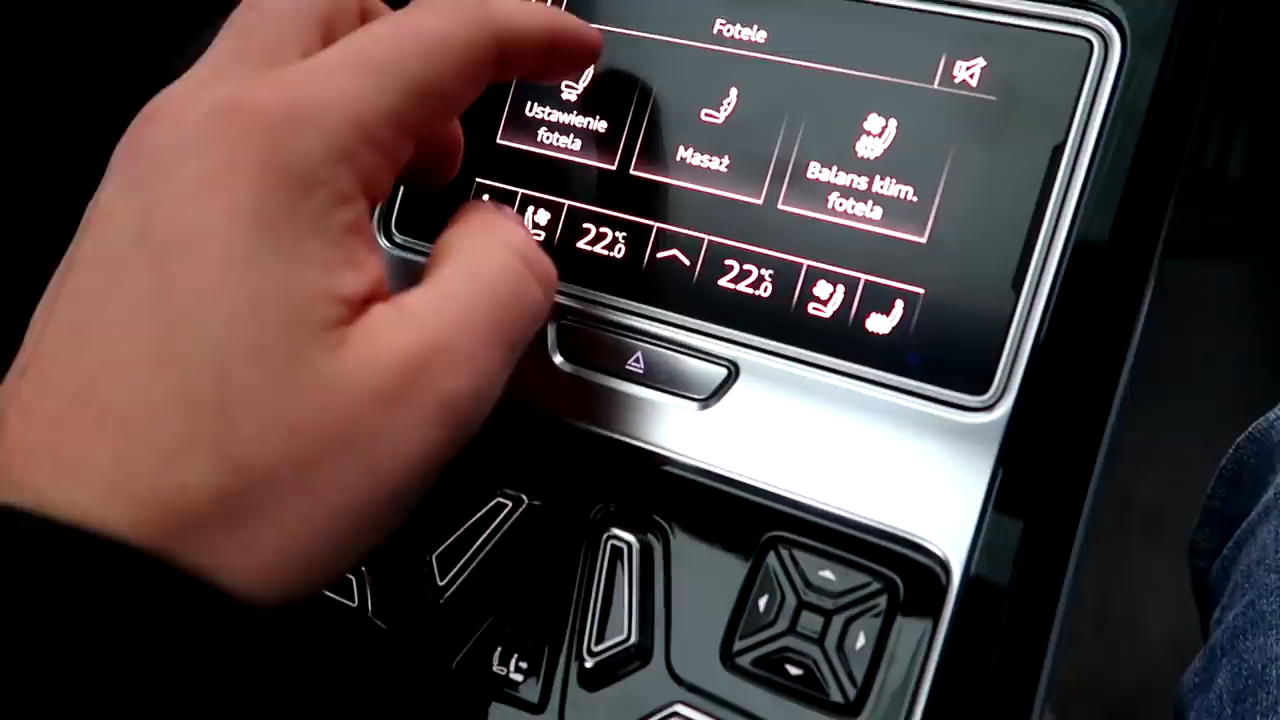 Fotele
Ustawienie
fotela
Masaż
Balans klim.
fotela
22.0 °C
22.0 °C